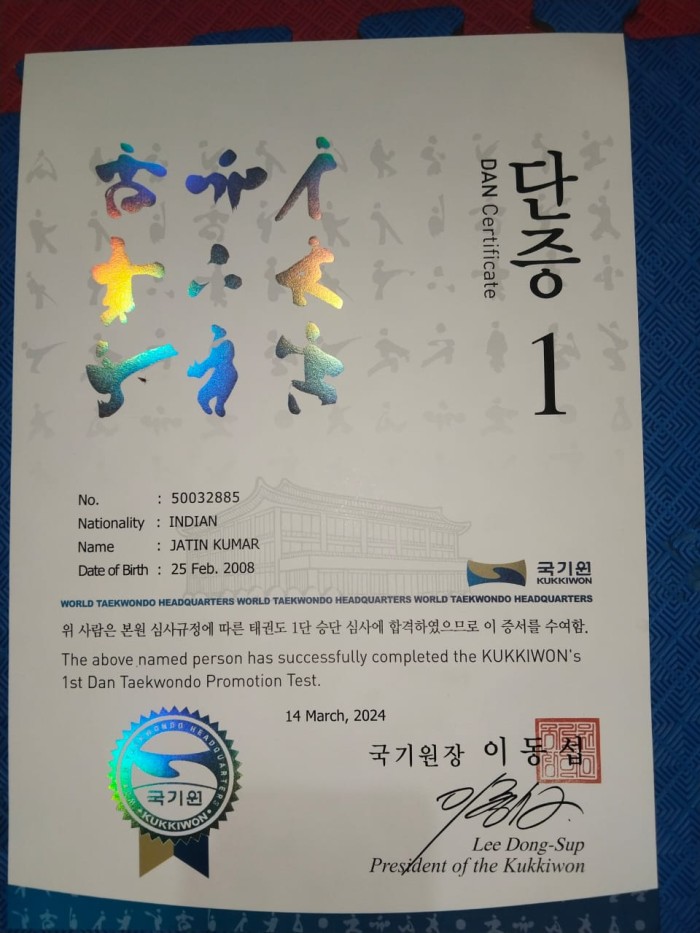 단증
DAN Certificate
1
No. : 50032885
Nationality : INDIAN
Name : JATIN KUMAR
Date of Birth : 25 Feb. 2008
국기원
KUKKIWON
WORLD TAEKWONDO HEADQUARTERS WORLD TAEKWONDO HEADQUARTERS WORLD TAEKWONDO HEADQUARTERS
위 사람은 본원 심사규정에 따른 태권도 1단 승단 심사에 합격하였으므로 이 증서를 수여함.
The above named person has successfully completed the KUKKIWON's
1st Dan Taekwondo Promotion Test.
14 March, 2024
국기원장 이동섭
Lee Dong-Sup
President of the Kukkiwon
WORLD TAEKWONDO HEADQUARTERS
국기원
KUKKIWON